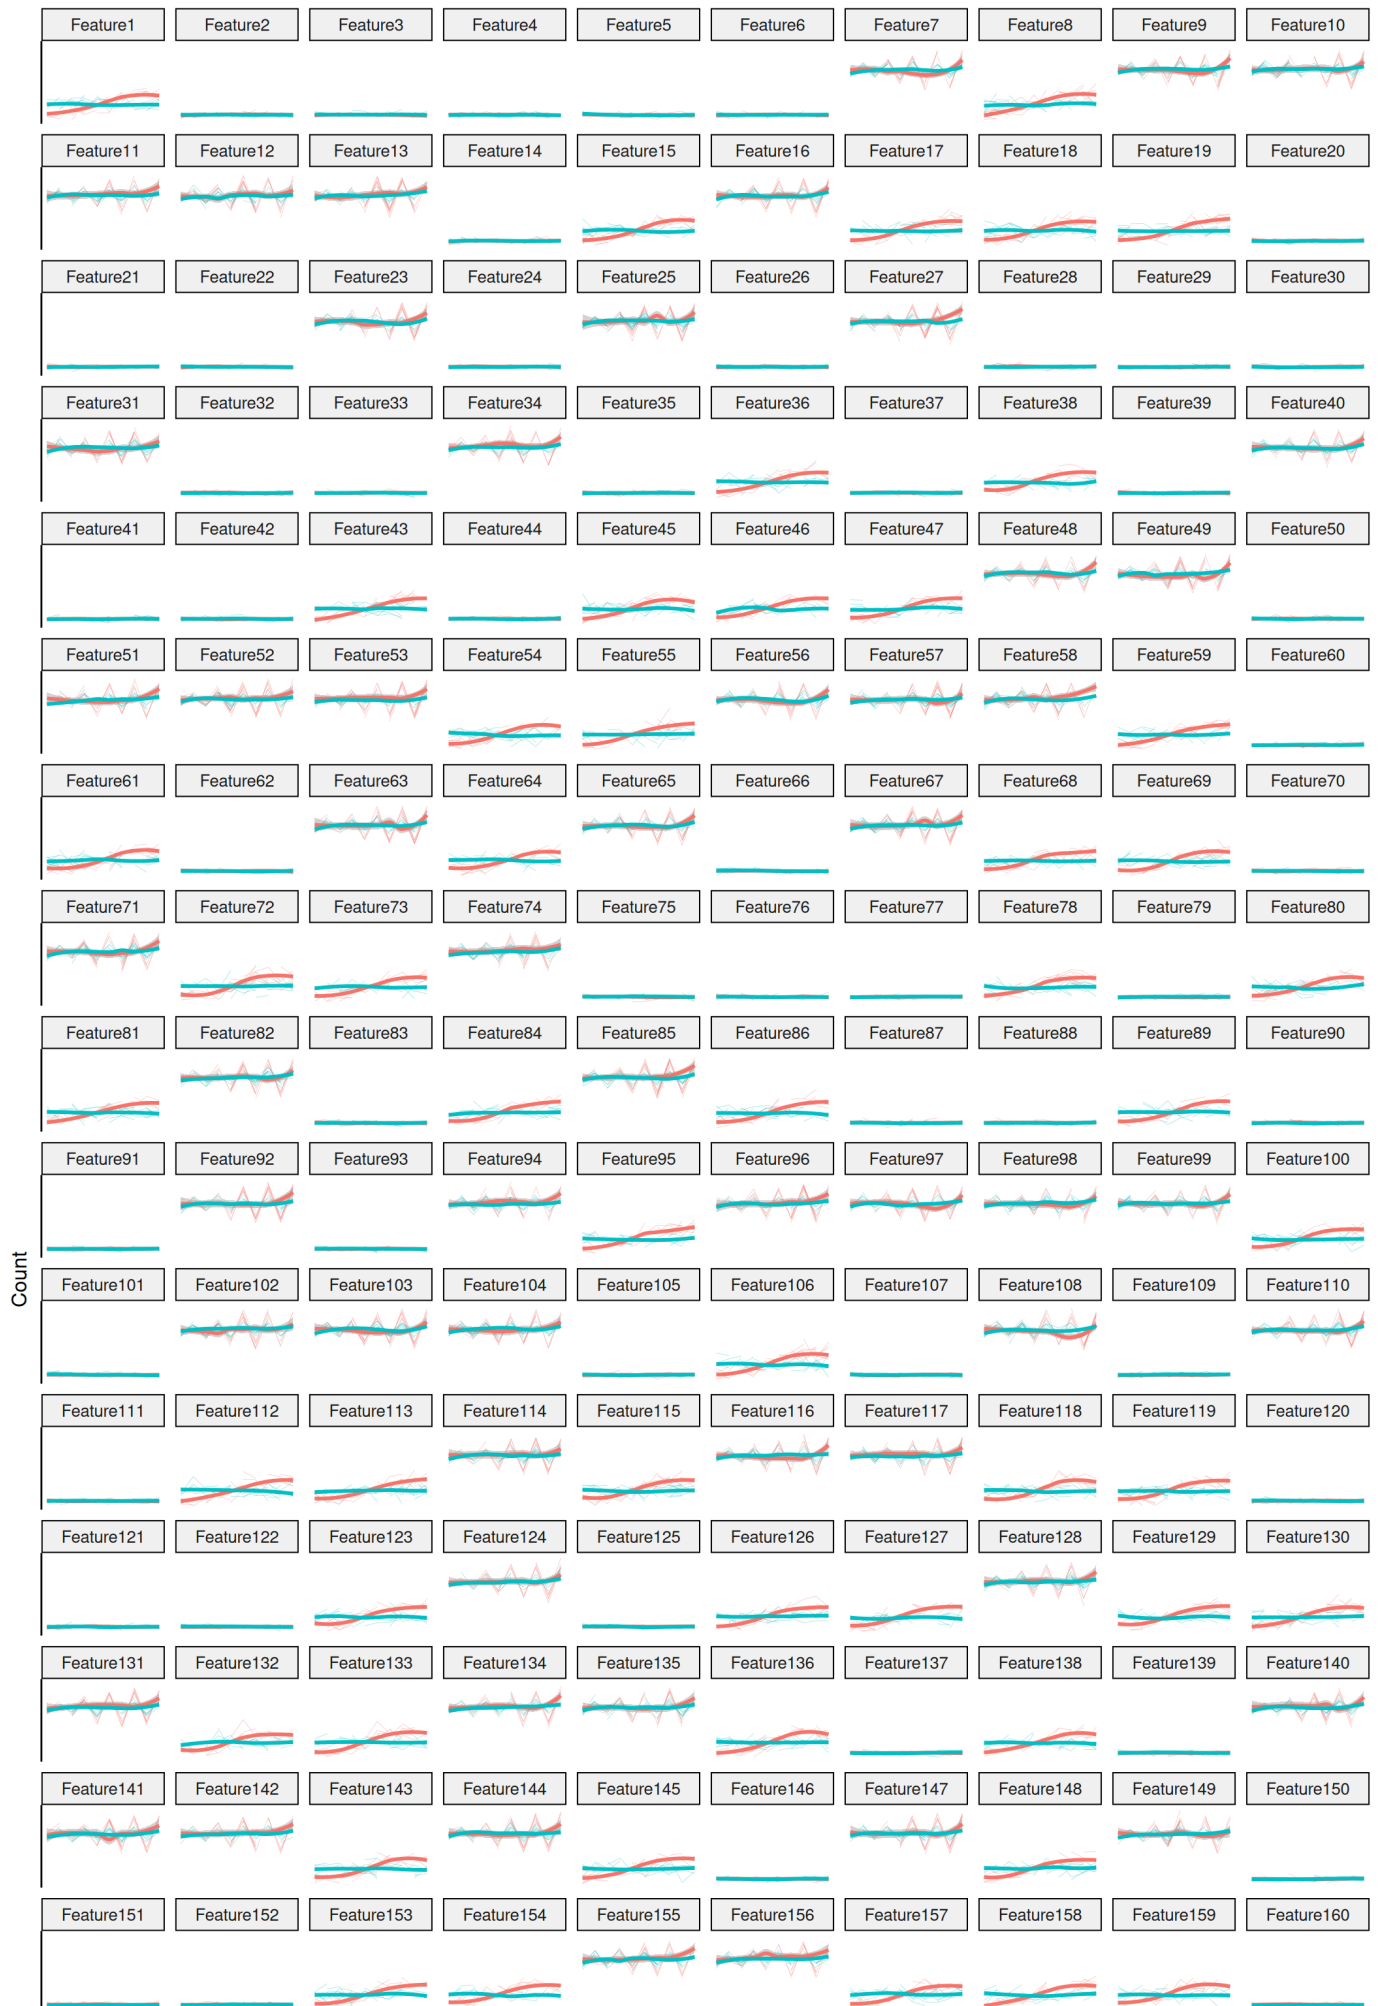 Feature1 Feature2 Feature3 Feature4 Feature5 Feature6 Feature7 Feature8 Feature9 Feature10
Feature11 Feature12 Feature13 Feature14 Feature15 Feature16 Feature17 Feature18 Feature19 Feature20
Feature21 Feature22 Feature23 Feature24 Feature25 Feature26 Feature27 Feature28 Feature29 Feature30
Feature31 Feature32 Feature33 Feature34 Feature35 Feature36 Feature37 Feature38 Feature39 Feature40
Feature41 Feature42 Feature43 Feature44 Feature45 Feature46 Feature47 Feature48 Feature49 Feature50
Feature51 Feature52 Feature53 Feature54 Feature55 Feature56 Feature57 Feature58 Feature59 Feature60
Feature61 Feature62 Feature63 Feature64 Feature65 Feature66 Feature67 Feature68 Feature69 Feature70
Feature71 Feature72 Feature73 Feature74 Feature75 Feature76 Feature77 Feature78 Feature79 Feature80
Feature81 Feature82 Feature83 Feature84 Feature85 Feature86 Feature87 Feature88 Feature89 Feature90
Feature91 Feature92 Feature93 Feature94 Feature95 Feature96 Feature97 Feature98 Feature99 Feature100
Count
Feature101 Feature102 Feature103 Feature104 Feature105 Feature106 Feature107 Feature108 Feature109 Feature110
Feature111 Feature112 Feature113 Feature114 Feature115 Feature116 Feature117 Feature118 Feature119 Feature120
Feature121 Feature122 Feature123 Feature124 Feature125 Feature126 Feature127 Feature128 Feature129 Feature130
Feature131 Feature132 Feature133 Feature134 Feature135 Feature136 Feature137 Feature138 Feature139 Feature140
Feature141 Feature142 Feature143 Feature144 Feature145 Feature146 Feature147 Feature148 Feature149 Feature150
Feature151 Feature152 Feature153 Feature154 Feature155 Feature156 Feature157 Feature158 Feature159 Feature160